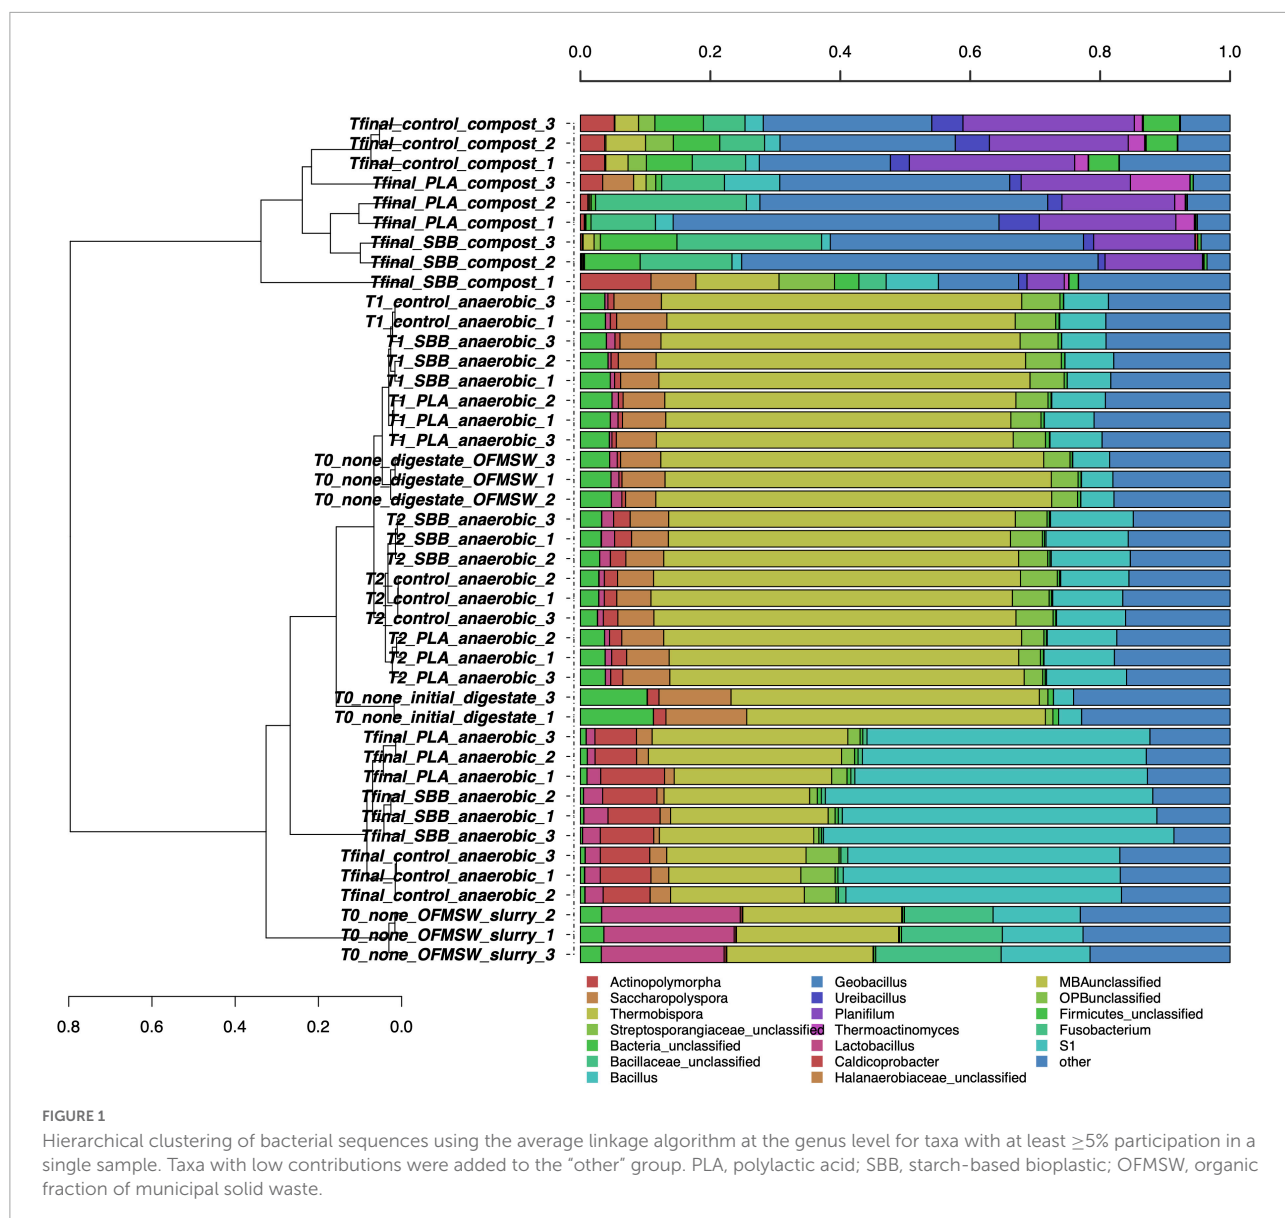 0.0 0.2 0.4 0.6 0.8 1.0
Tfinal_control_compost_3
Tfinal_control_compost_2
Tfinal_control_compost_1
Tfinal_PLA_compost_3
Tfinal_PLA_compost_2
Tfinal_PLA_compost_1
Tfinal_SBB_compost_3
Tfinal_SBB_compost_2
Tfinal_SBB_compost_1
T1_control_anaerobic_3
T1_control_anaerobic_1
T1_SBB_anaerobic_3
T1_SBB_anaerobic_2
T1_SBB_anaerobic_1
T1_PLA_anaerobic_2
T1_PLA_anaerobic_1
T1_PLA_anaerobic_3
T0_none_digestate_OFMSW_3
T0_none_digestate_OFMSW_1
T0_none_digestate_OFMSW_2
T2_SBB_anaerobic_3
T2_SBB_anaerobic_1
T2_SBB_anaerobic_2
T2_control_anaerobic_2
T2_control_anaerobic_1
T2_control_anaerobic_3
T2_PLA_anaerobic_2
T2_PLA_anaerobic_1
T2_PLA_anaerobic_3
T0_none_initial_digestate_3
T0_none_initial_digestate_1
Tfinal_PLA_anaerobic_3
Tfinal_PLA_anaerobic_2
Tfinal_PLA_anaerobic_1
Tfinal_SBB_anaerobic_2
Tfinal_SBB_anaerobic_1
Tfinal_SBB_anaerobic_3
Tfinal_control_anaerobic_3
Tfinal_control_anaerobic_1
Tfinal_control_anaerobic_2
T0_none_OFMSW_slurry_2
T0_none_OFMSW_slurry_1
T0_none_OFMSW_slurry_3
0.8 0.6 0.4 0.2 0.0
Actinopolymorpha
Saccharopolyspora
Thermobispora
Streptosporangiaceae_unclassified
Bacteria_unclassified
Bacillaceae_unclassified
Bacillus
Geobacillus
Ureibacillus
Planifilum
Thermoactinomyces
Lactobacillus
Caldicoprobacter
Halanaerobiaceae_unclassified
MBAunclassified
OPBunclassified
Firmicutes_unclassified
Fusobacterium
S1
other
FIGURE 1
Hierarchical clustering of bacterial sequences using the average linkage algorithm at the genus level for taxa with at least ≥5% participation in a
single sample. Taxa with low contributions were added to the “other” group. PLA, polylactic acid; SBB, starch-based bioplastic; OFMSW, organic
fraction of municipal solid waste.